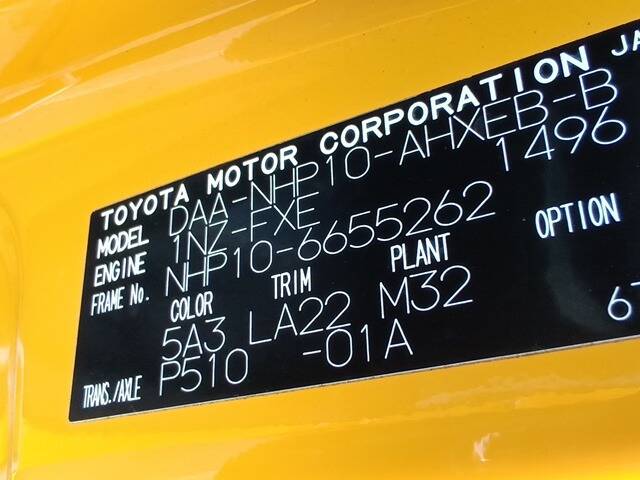 TOYOTA MOTOR CORPORATION JA
MODEL DAA-NHP10-AHXEB-B
ENGINE 1NZ-FXE 1496
FRAME No. NHP10-6655262
COLOR TRIM PLANT OPTION
5A3 LA22 M32
TRANS./AXLE P510 -01A 67